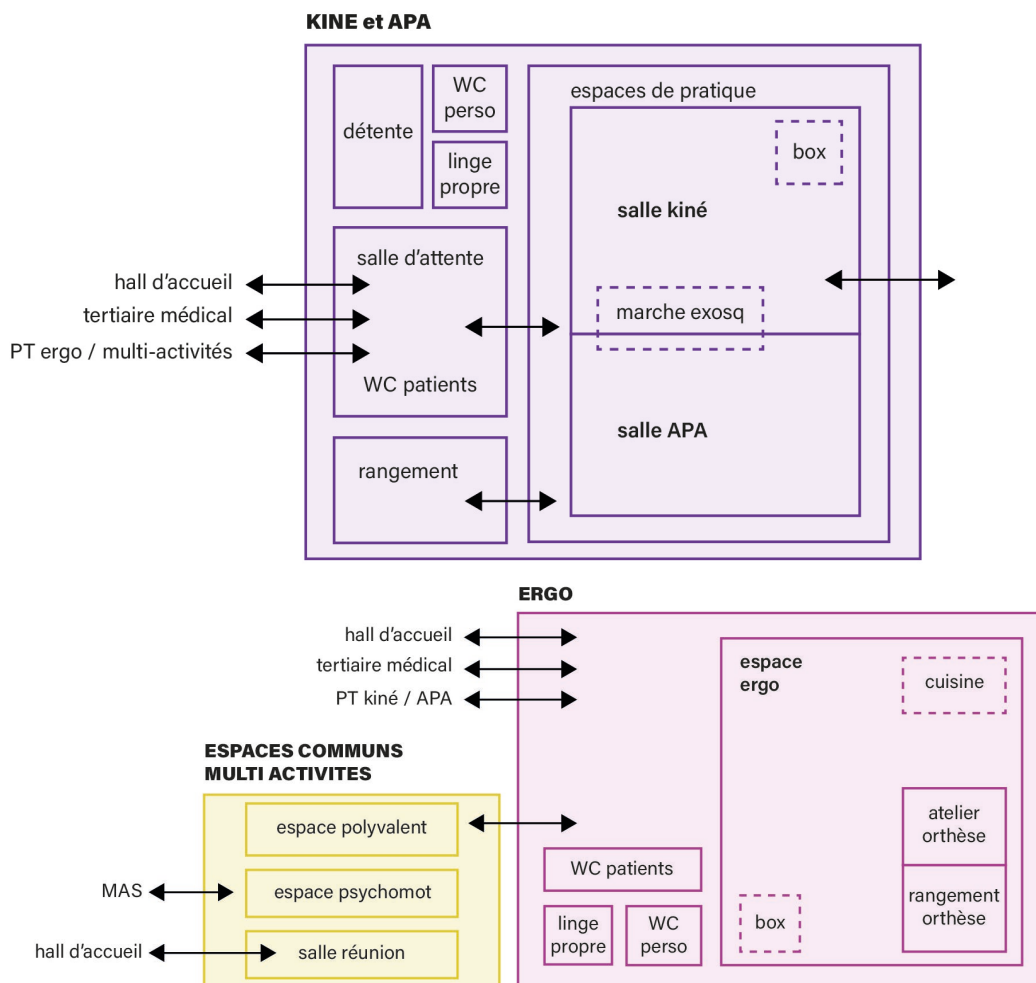 KINE et APA
détente
WC
perso
linge
propre
espaces de pratique
box
salle kiné
salle d'attente
hall d'accueil
tertiaire médical
PT ergo / multi-activités
marche exosq
WC patients
salle APA
rangement
ERGO
hall d'accueil
tertiaire médical
PT kiné / APA
espace
ergo
cuisine
ESPACES COMMUNS
MULTI ACTIVITES
espace polyvalent
MAS
espace psychomot
hall d'accueil
salle réunion
WC patients
linge
propre
WC
perso
box
atelier
orthèse
rangement
orthèse